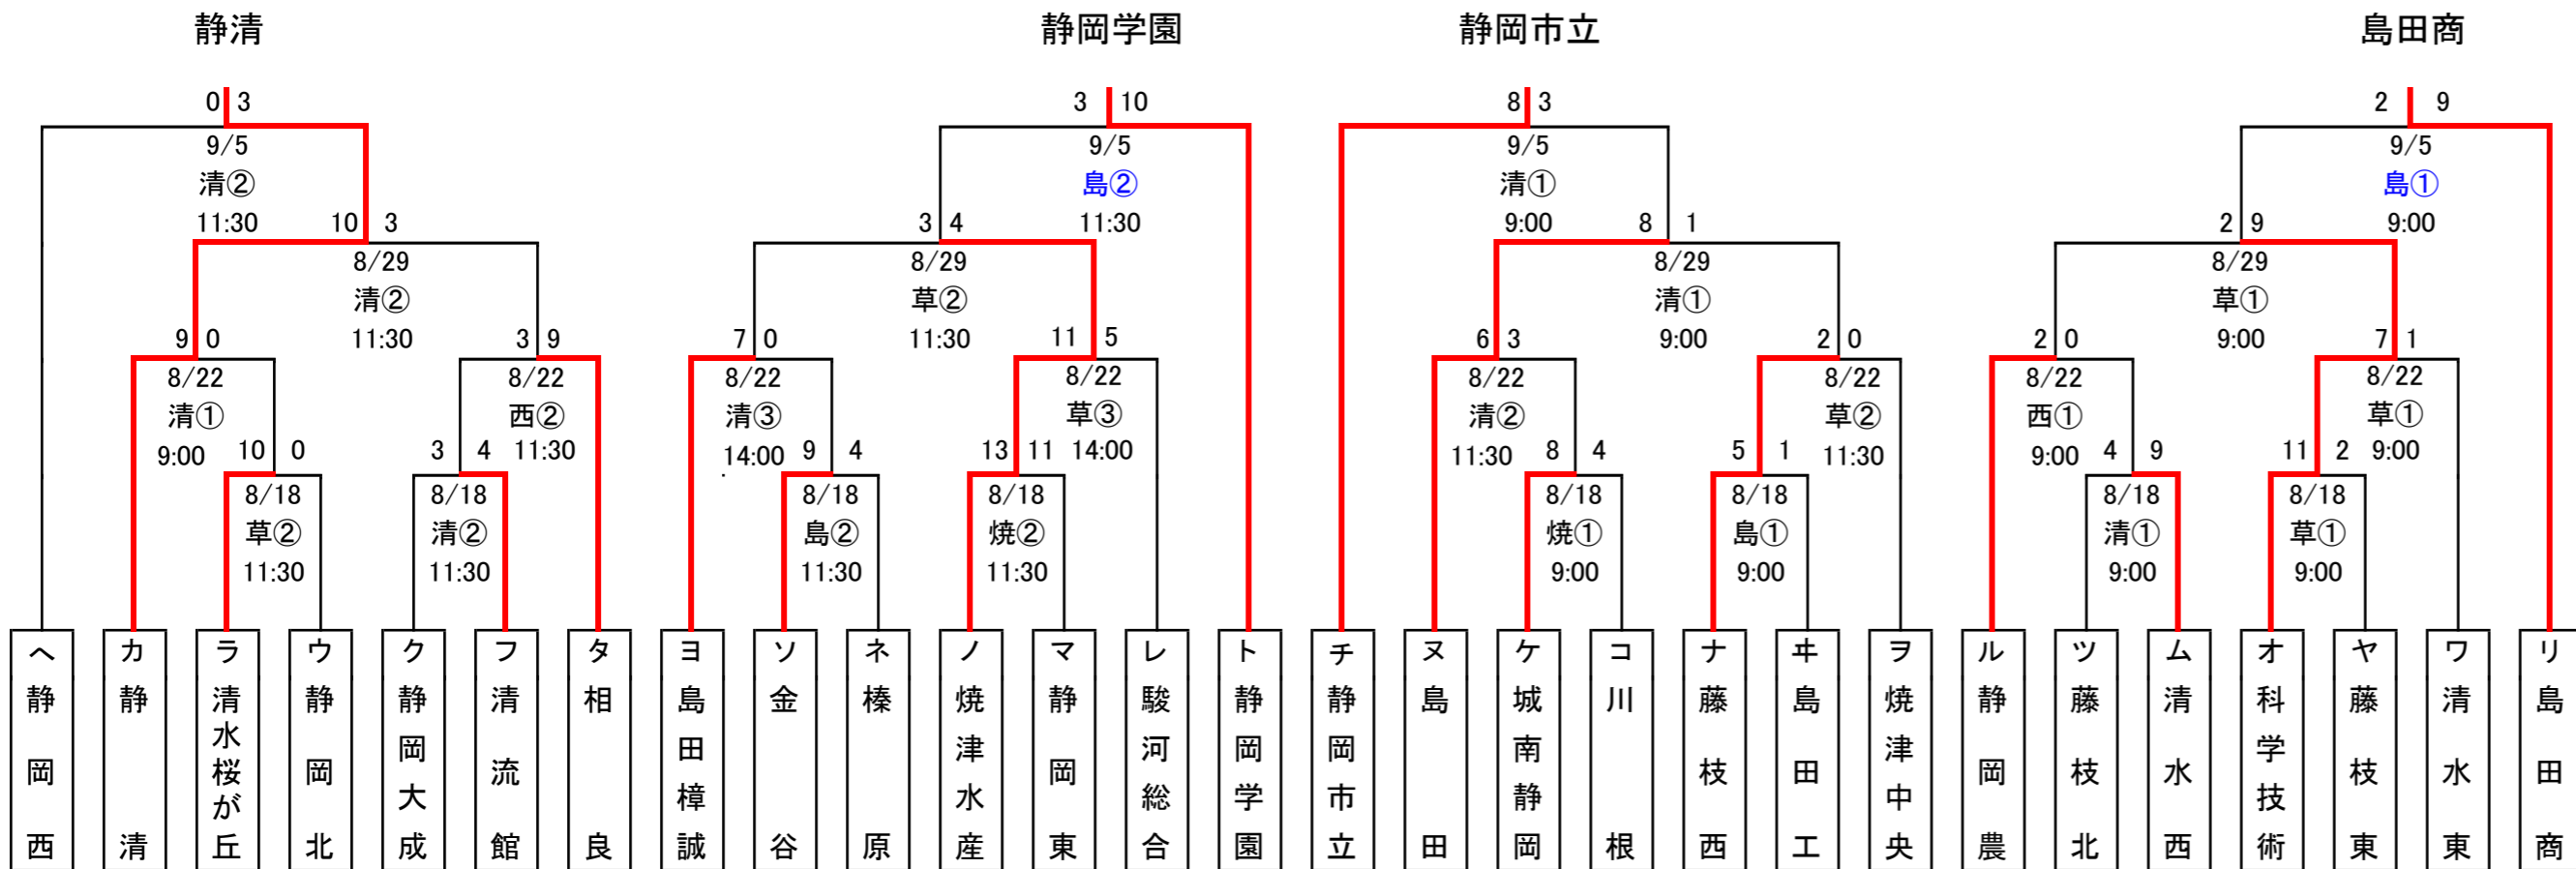 静清 静岡学園 静岡市立 島田商
0 3 3 10 8 3 2 9
9/5 9/5 9/5 9/5
清② 島② 清① 島①
11:30 10 3 3 4 11:30 9:00 8 1 2 9 9:00
8/29 8/29 8/29 8/29
清② 草② 清① 草①
9 0 11:30 3 9 7 0 11:30 11 5 6 3 9:00 2 0 2 0 9:00 7 1
8/22 8/22 8/22 8/22 8/22 8/22 8/22 8/22
清① 西② 清③ 草③ 清② 草② 西① 草①
9:00 10 0 3 4 11:30 14:00 9 4 13 11 14:00 11:30 8 4 5 1 11:30 9:00 4 9 11 2 9:00
8/18 8/18 8/18 8/18 8/18 8/18 8/18 8/18
草② 清② 島② 焼② 焼① 島① 清① 草①
11:30 11:30 11:30 11:30 9:00 9:00 9:00 9:00
ヘ静岡西
カ静清
ラ清水桜が丘
ウ静岡北
ク静岡大成
フ清流館
タ相良
ヨ島田樟誠
ソ金谷
ネ榛原
ノ焼津水産
マ静岡東
レ駿河総合
ト静岡学園
チ静岡市立
ヌ島田
ケ城南静岡
コ川根
ナ藤枝西
ヰ島田工
ヲ焼津中央
ル静岡農
ツ藤枝北
ム清水西
オ科学技術
ヤ藤枝東
ワ清水東
リ島田商